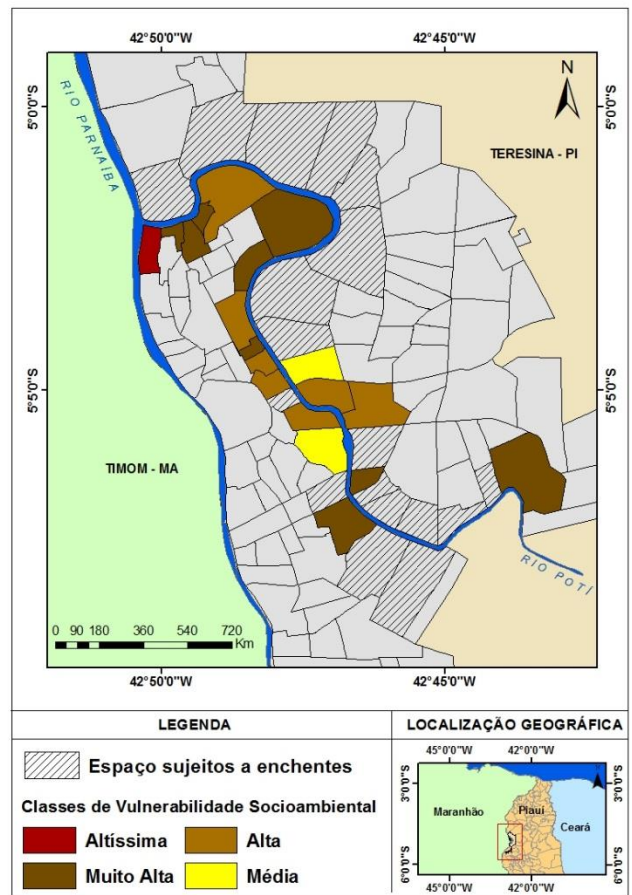 42°50'0"W 42°45'0"W
N
5°0'0"S 5°0'0"S
RIO PARNAÍBA
TERESINA - PI
5°5'0"S 5°5'0"S
TIMOM - MA
RIO POTÍ
0 90 180 360 540 720
Km
42°50'0"W 42°45'0"W
LEGENDA
Espaço sujeitos a enchentes
Classes de Vulnerabilidade Socioambiental
Altíssima Alta
Muito Alta Média
LOCALIZAÇÃO GEOGRÁFICA
45°0'0"W 42°0'0"W
3°0'0"S 3°0'0"S
Maranhão Piauí Ceará
6°0'0"S 6°0'0"S
45°0'0"W 42°0'0"W